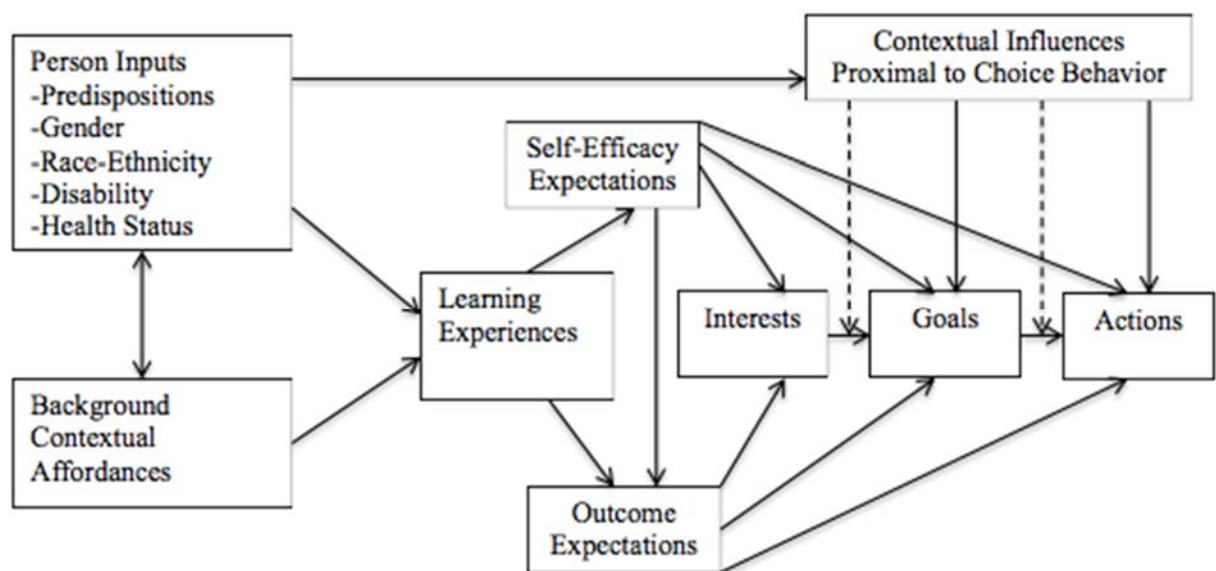 Person Inputs
-Predispositions
-Gender
-Race-Ethnicity
-Disability
-Health Status
Contextual Influences
Proximal to Choice Behavior
Self-Efficacy
Expectations
Learning
Experiences
Interests
Goals
Actions
Background
Contextual
Affordances
Outcome
Expectations